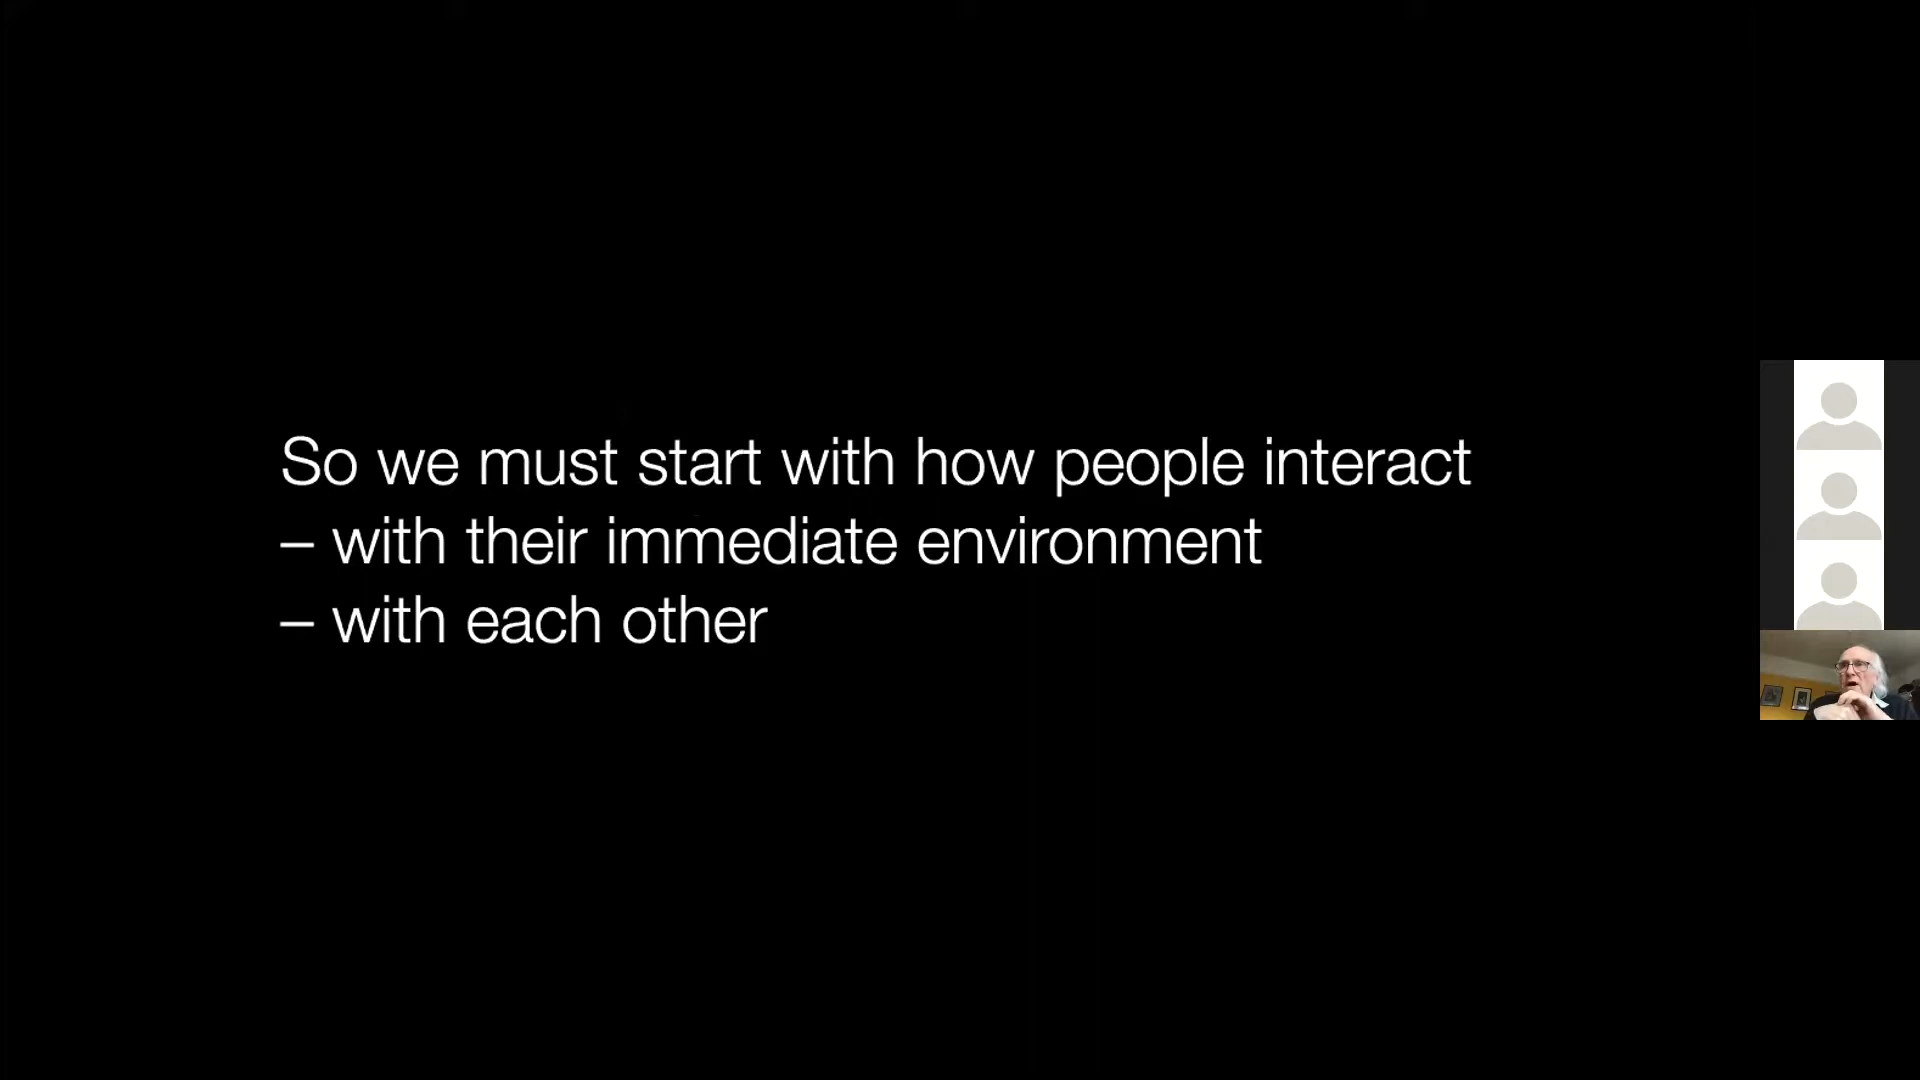 So we must start with how people interact
– with their immediate environment
– with each other